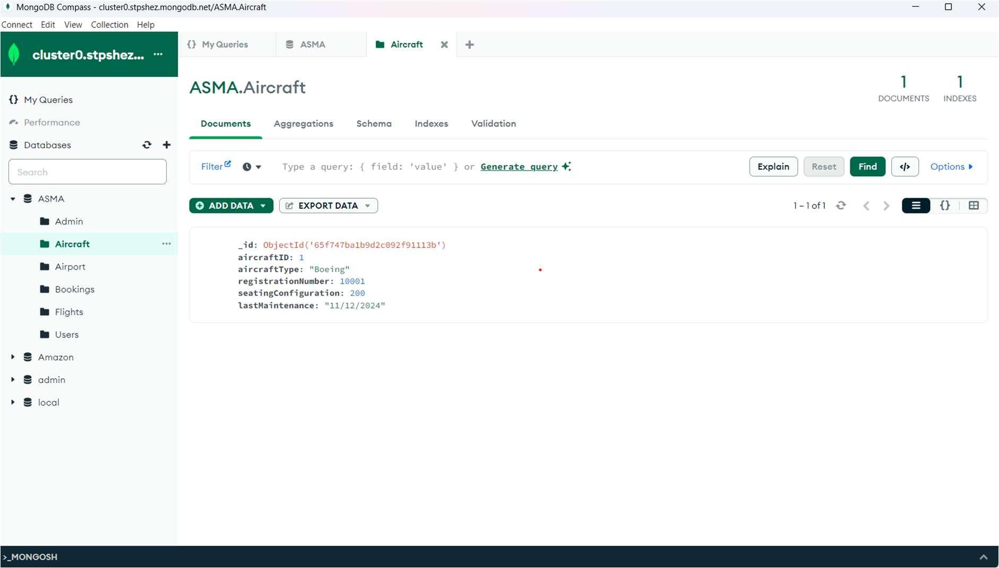 MongoDB Compass - cluster0.stpshez.mongodb.net/ASMA.Aircraft
Connect Edit View Collection Help
cluster0.stpshez... ...
{} My Queries ASMA Aircraft
ASMA.Aircraft
1 DOCUMENTS
1 INDEXES
{} My Queries
Performance
Databases
Search
ASMA
Admin
Aircraft ...
Airport
Bookings
Flights
Users
Amazon
admin
local
Documents Aggregations Schema Indexes Validation
Filter Type a query: { field: 'value' } or Generate query Explain Reset Find </> Options
ADD DATA EXPORT DATA 1 – 1 of 1 {}
_id: ObjectId('65f747ba1b9d2c092f91113b')
aircraftID: 1
aircraftType: "Boeing"
registrationNumber: 10001
seatingConfiguration: 200
lastMaintenance: "11/12/2024"
>_MONGOSH